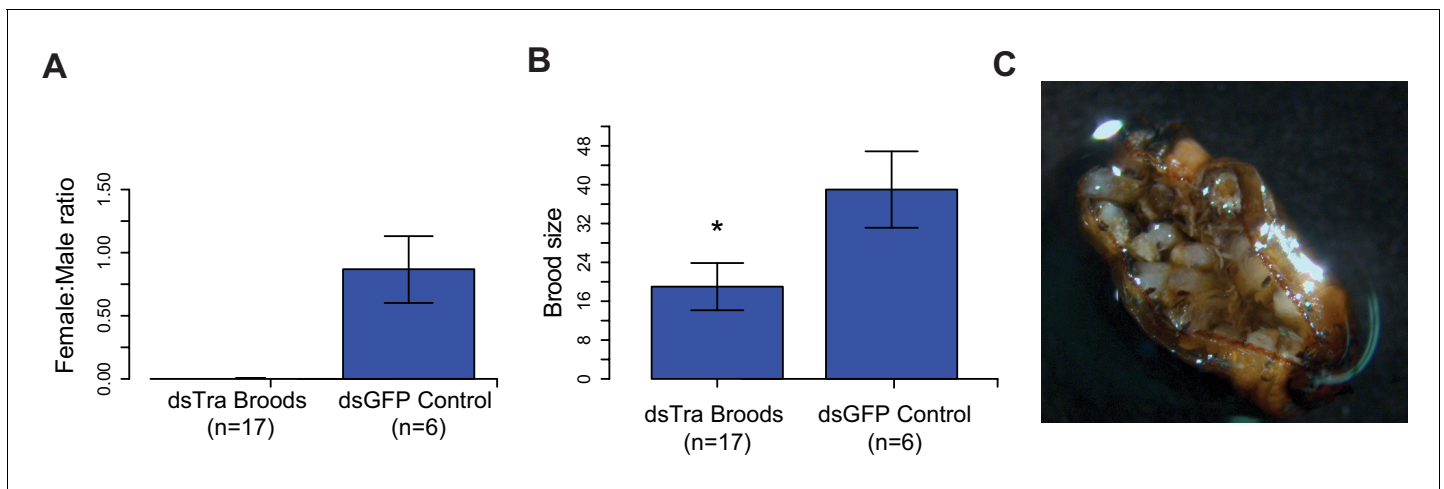 A
Female:Male ratio
1.50
1.00
0.50
0.00
dsTra Broods
(n=17)
dsGFP Control
(n=6)
B
Brood size
48
40
32
24
16
8
0
*
dsTra Broods
(n=17)
dsGFP Control
(n=6)
C